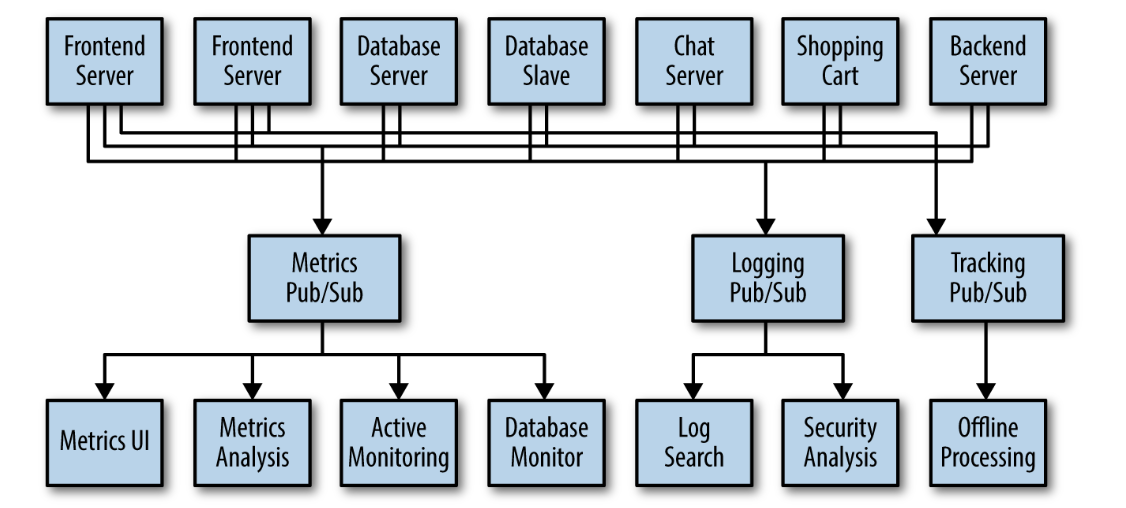 Frontend
Server
Frontend
Server
Database
Server
Database
Slave
Chat
Server
Shopping
Cart
Backend
Server
Metrics
Pub/Sub
Logging
Pub/Sub
Tracking
Pub/Sub
Metrics UI
Metrics
Analysis
Active
Monitoring
Database
Monitor
Log
Search
Security
Analysis
Offline
Processing